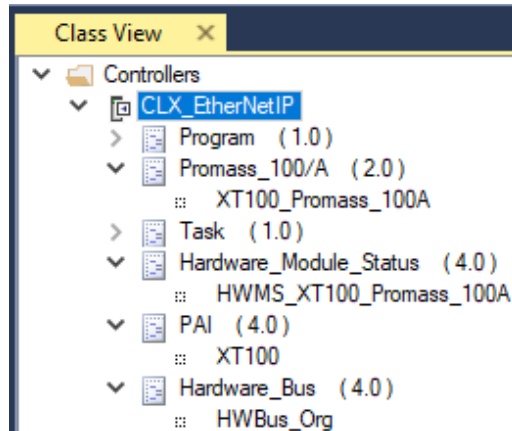 Class View ×
Controllers
CLX_EtherNetIP
Program (1.0)
Promass_100/A (2.0)
XT100_Promass_100A
Task (1.0)
Hardware_Module_Status (4.0)
HWMS_XT100_Promass_100A
PAI (4.0)
XT100
Hardware_Bus (4.0)
HWBus_Org